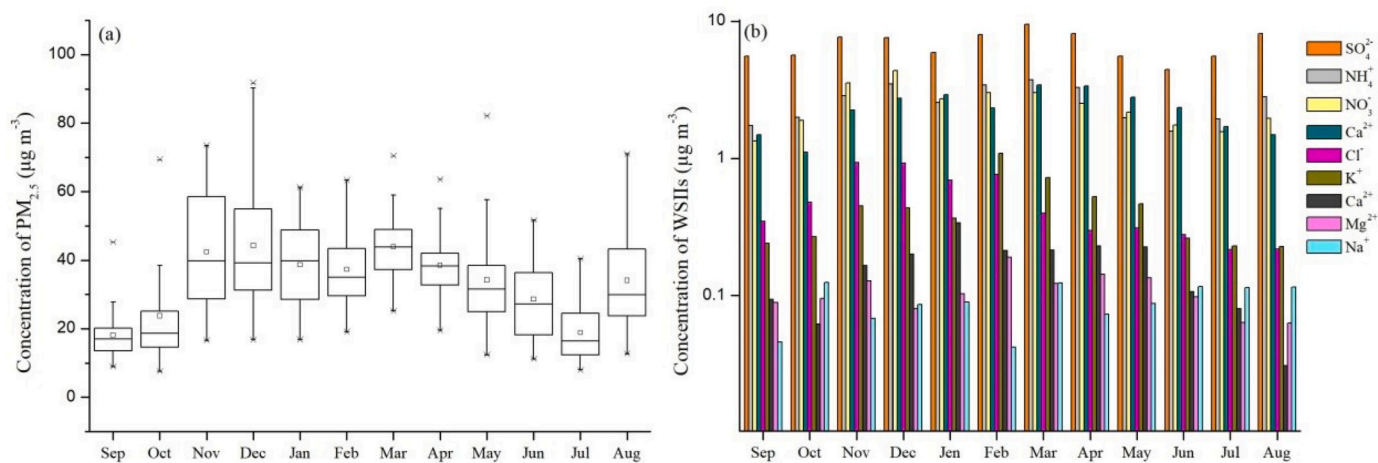 (a)
Concentration of PM2.5 (µg m-3)
100
80
60
40
20
0
Sep Oct Nov Dec Jan Feb Mar Apr May Jun Jul Aug
(b)
Concentration of WSIIs (µg m-3)
10
1
0.1
Sep Oct Nov Dec Jen Feb Mar Apr May Jun Jul Aug
SO4 2-
NH4 +
NO3 -
Ca2+
Cl-
K+
Ca2+
Mg2+
Na+